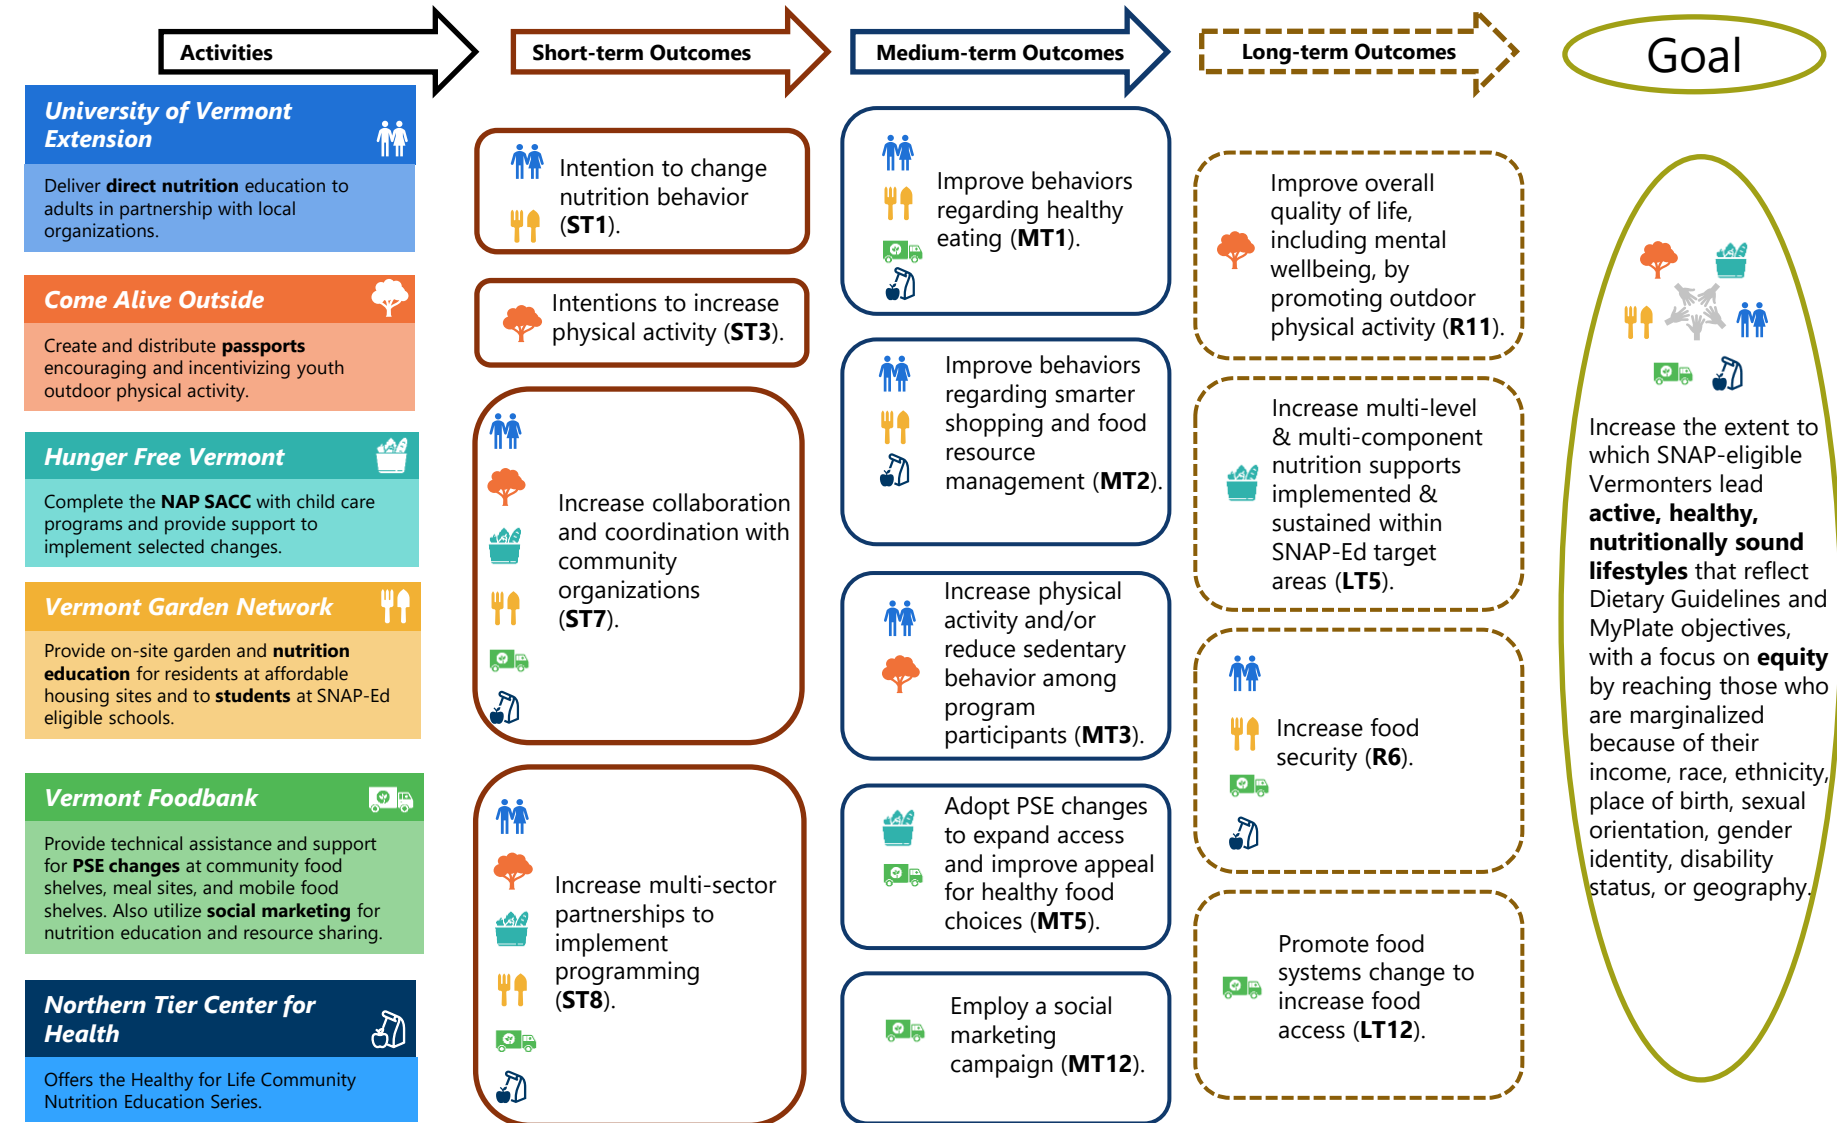 Activities
Short-term Outcomes
Medium-term Outcomes
Long-term Outcomes
Goal
University of Vermont
Extension
Deliver direct nutrition education to
adults in partnership with local
organizations.
Come Alive Outside
Create and distribute passports
encouraging and incentivizing youth
outdoor physical activity.
Hunger Free Vermont
Complete the NAP SACC with child care
programs and provide support to
implement selected changes.
Vermont Garden Network
Provide on-site garden and nutrition
education for residents at affordable
housing sites and to students at SNAP-Ed
eligible schools.
Vermont Foodbank
Provide technical assistance and support
for PSE changes at community food
shelves, meal sites, and mobile food
shelves. Also utilize social marketing for
nutrition education and resource sharing.
Northern Tier Center for
Health
Offers the Healthy for Life Community
Nutrition Education Series.
Intention to change
nutrition behavior
(ST1).
Intentions to increase
physical activity (ST3).
Increase collaboration
and coordination with
community
organizations
(ST7).
Increase multi-sector
partnerships to
implement
programming
(ST8).
Improve behaviors
regarding healthy
eating (MT1).
Improve behaviors
regarding smarter
shopping and food
resource
management (MT2).
Increase physical
activity and/or
reduce sedentary
behavior among
program
participants (MT3).
Adopt PSE changes
to expand access
and improve appeal
for healthy food
choices (MT5).
Employ a social
marketing
campaign (MT12).
Improve overall
quality of life,
including mental
wellbeing, by
promoting outdoor
physical activity (R11).
Increase multi-level
& multi-component
nutrition supports
implemented &
sustained within
SNAP-Ed target
areas (LT5).
Increase food
security (R6).
Promote food
systems change to
increase food
access (LT12).
Increase the extent to
which SNAP-eligible
Vermonters lead
active, healthy,
nutritionally sound
lifestyles that reflect
Dietary Guidelines and
MyPlate objectives,
with a focus on equity
by reaching those who
are marginalized
because of their
income, race, ethnicity,
place of birth, sexual
orientation, gender
identity, disability
status, or geography.